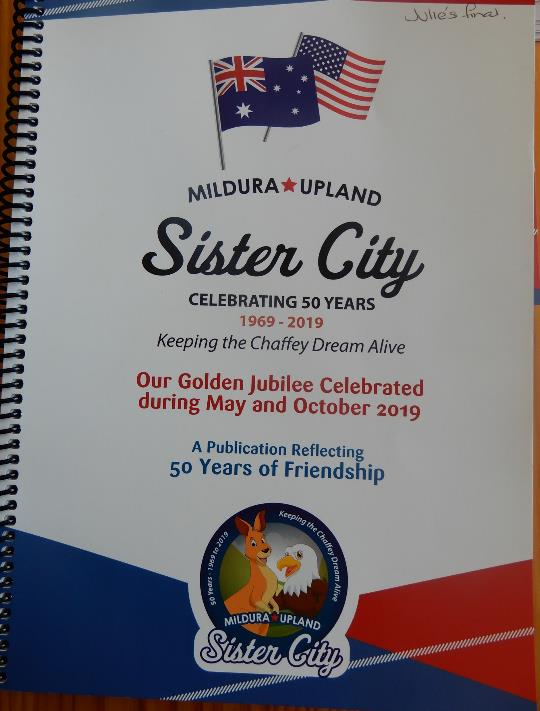 Julie's final.
MILDURA★UPLAND
Sister City
CELEBRATING 50 YEARS
1969 - 2019
Keeping the Chaffey Dream Alive
Our Golden Jubilee Celebrated
during May and October 2019
A Publication Reflecting
50 Years of Friendship
50 Years - 1969 to 2019
Keeping the Chaffey Dream Alive
MILDURA★UPLAND
Sister City